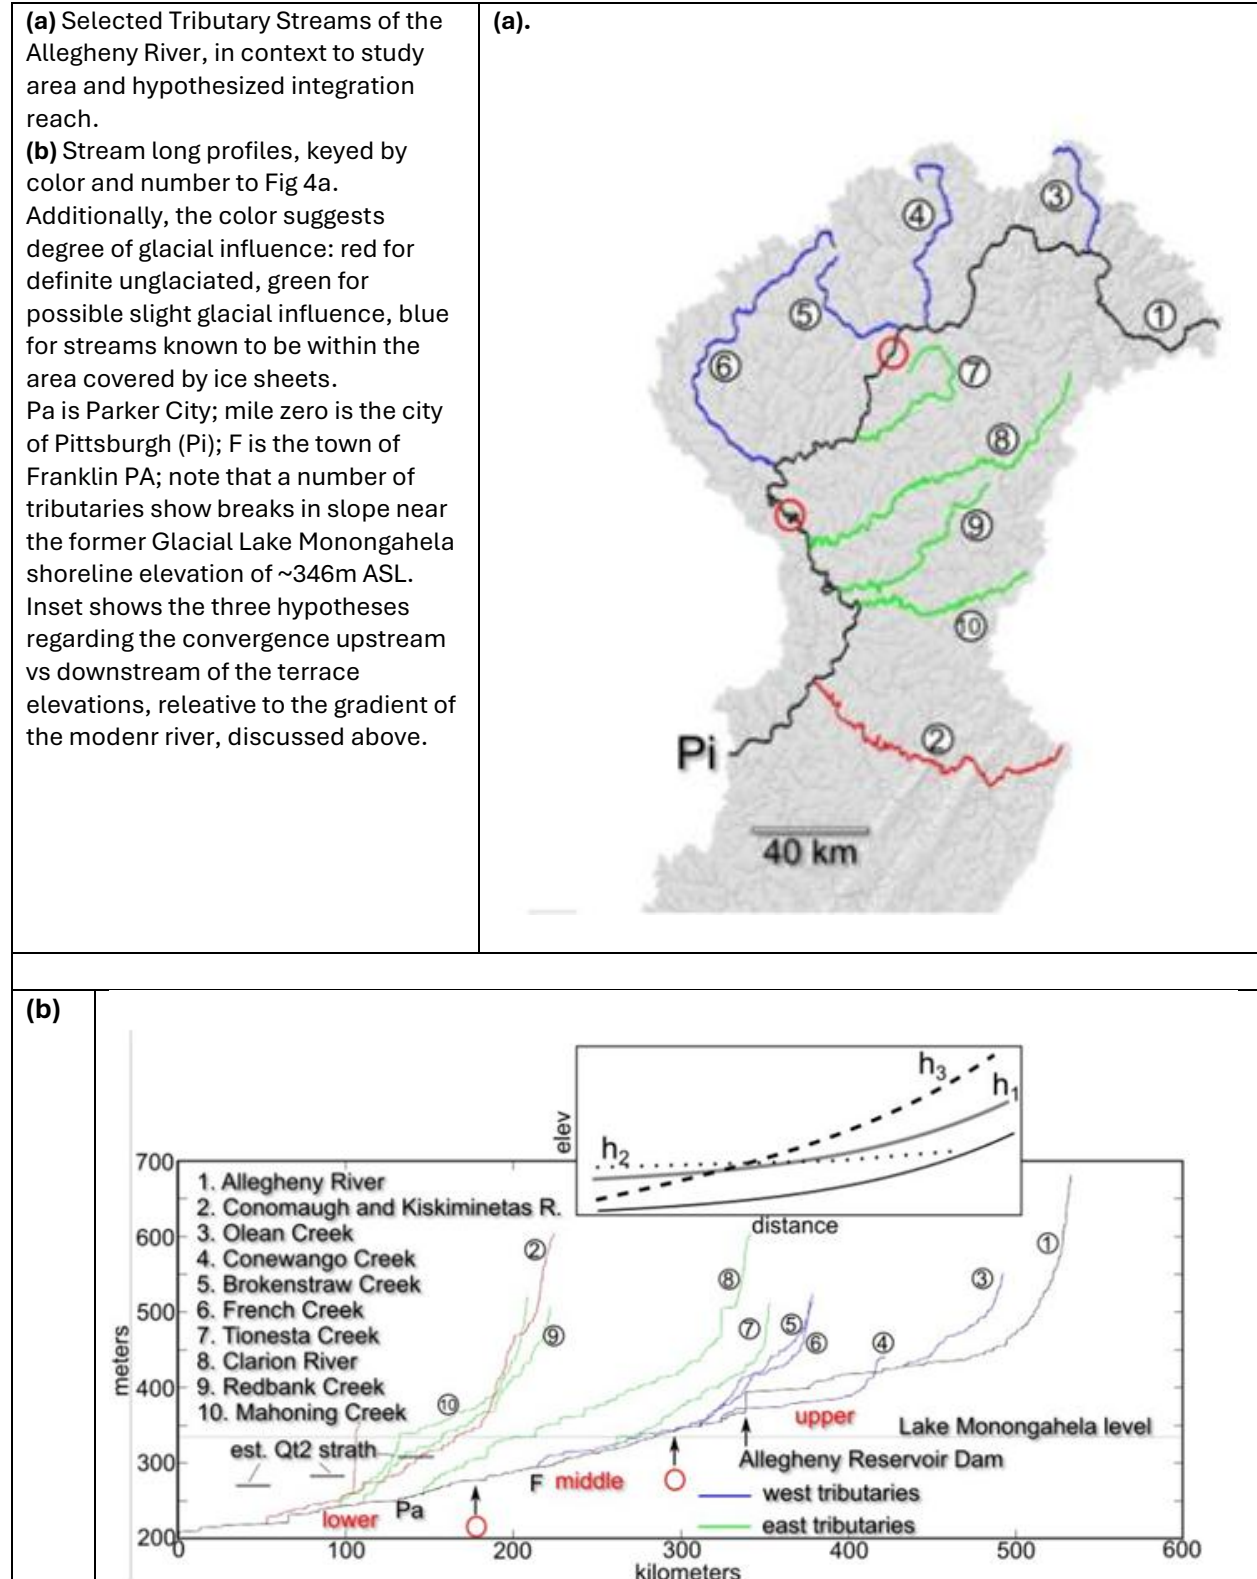 (a) Selected Tributary Streams of the
Allegheny River, in context to study
area and hypothesized integration
reach.
(b) Stream long profiles, keyed by
color and number to Fig 4a.
Additionally, the color suggests
degree of glacial influence: red for
definite unglaciated, green for
possible slight glacial influence, blue
for streams known to be within the
area covered by ice sheets.
Pa is Parker City; mile zero is the city
of Pittsburgh (Pi); F is the town of
Franklin PA; note that a number of
tributaries show breaks in slope near
the former Glacial Lake Monongahela
shoreline elevation of ~346m ASL.
Inset shows the three hypotheses
regarding the convergence upstream
vs downstream of the terrace
elevations, releative to the gradient of
the modenr river, discussed above.
(a).
3
4
5
1
6
7
8
9
10
2
Pi
40 km
(b)
h3
h1
h2
elev
distance
700
600
500
400
300
200
meters
1. Allegheny River
2. Conomaugh and Kiskiminetas R.
3. Olean Creek
4. Conewango Creek
5. Brokenstraw Creek
6. French Creek
7. Tionesta Creek
8. Clarion River
9. Redbank Creek
10. Mahoning Creek
2
9
10
8
7
5
6
4
3
1
est. Qt2 strath
upper
Lake Monongahela level
Allegheny Reservoir Dam
F middle
west tributaries
lower
Pa
east tributaries
0
100
200
300
400
500
600
kilometers